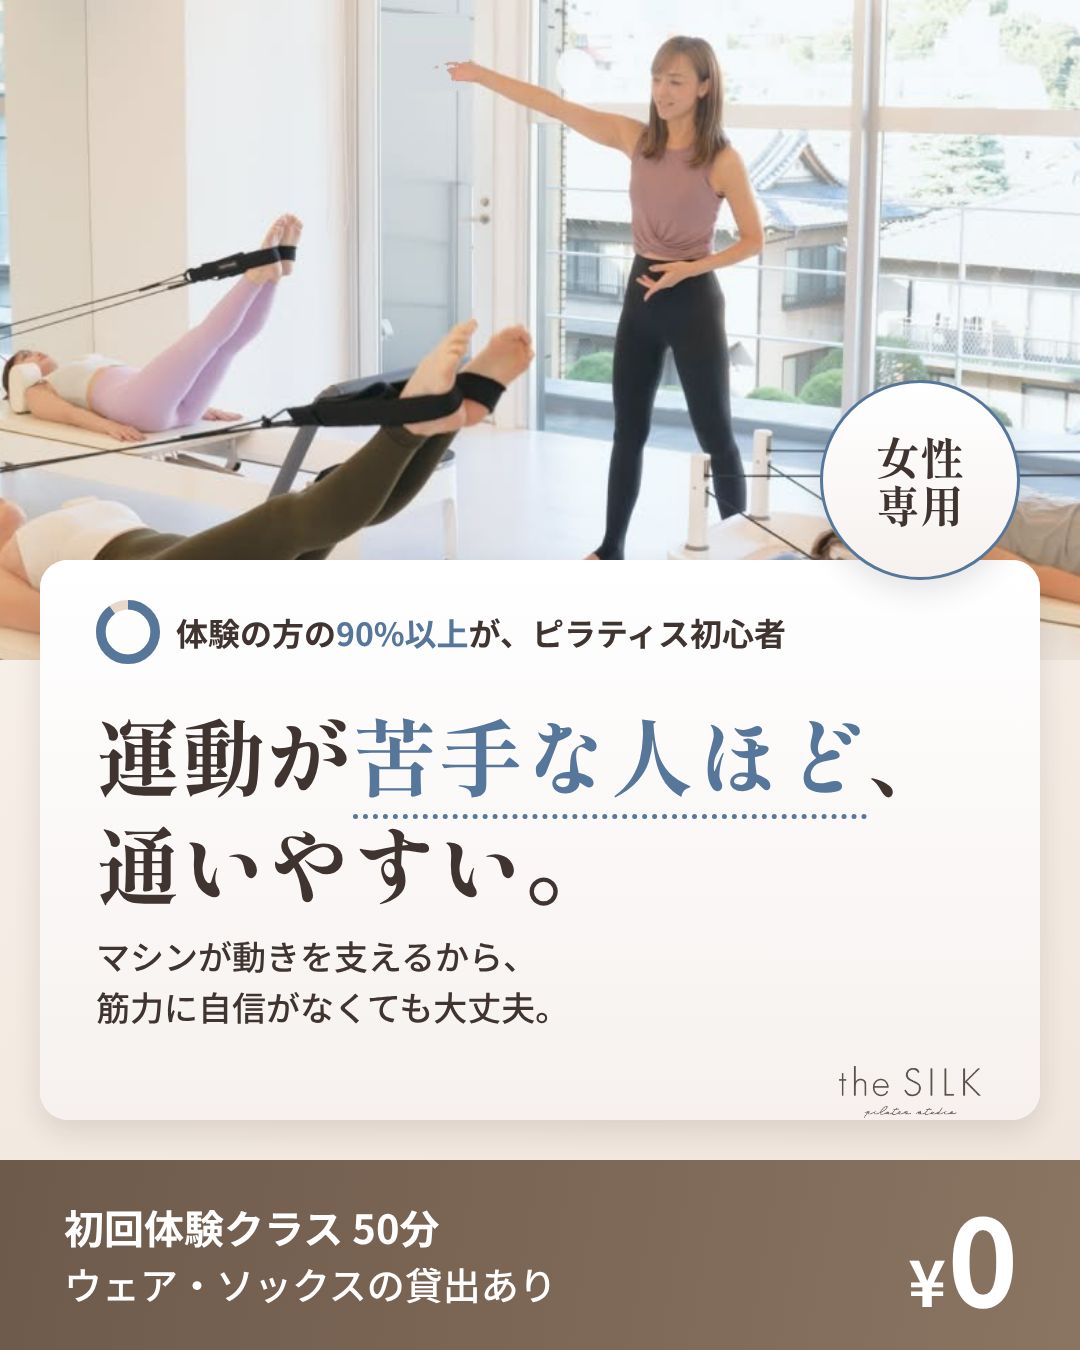 女性
専用
体験の方の90%以上が、ピラティス初心者
運動が苦手な人ほど、
通いやすい。
マシンが動きを支えるから、
筋力に自信がなくても大丈夫。
the SILK
pilates studio
初回体験クラス 50分
ウェア・ソックスの貸出あり
¥0